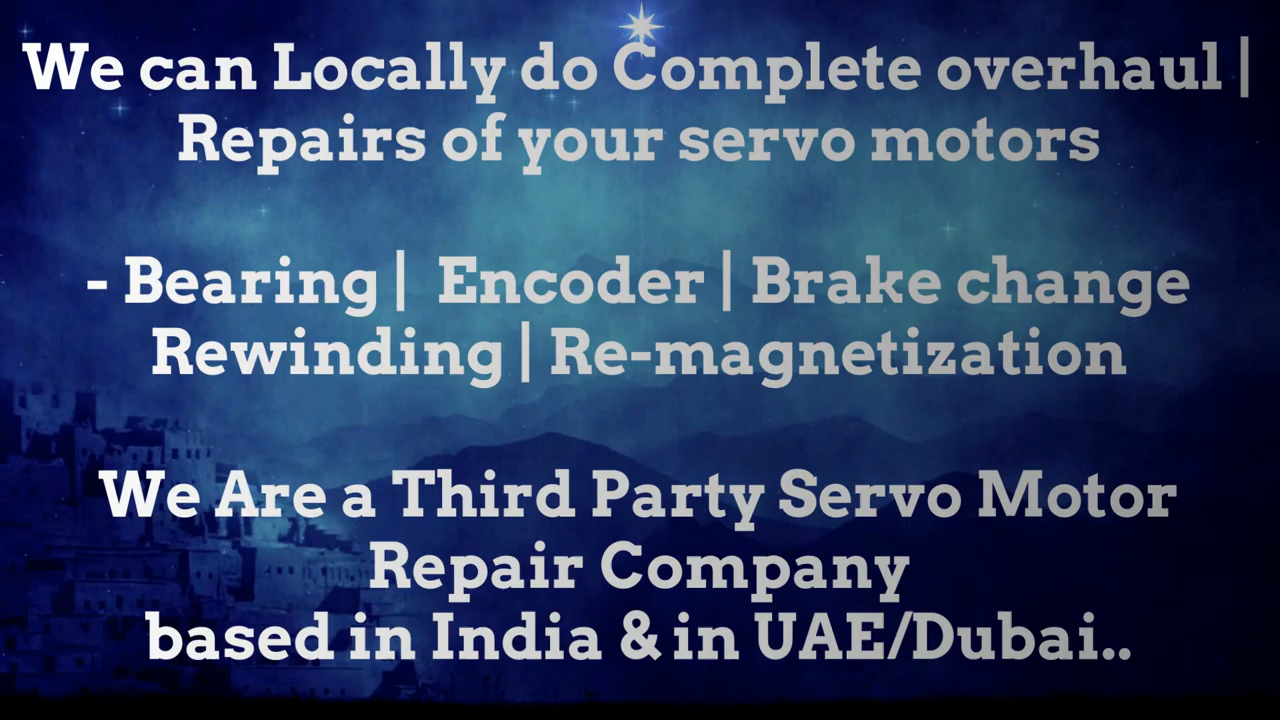 We can Locally do Complete overhaul |
Repairs of your servo motors
- Bearing | Encoder | Brake change
Rewinding | Re-magnetization
We Are a Third Party Servo Motor
Repair Company
based in India & in UAE/Dubai..